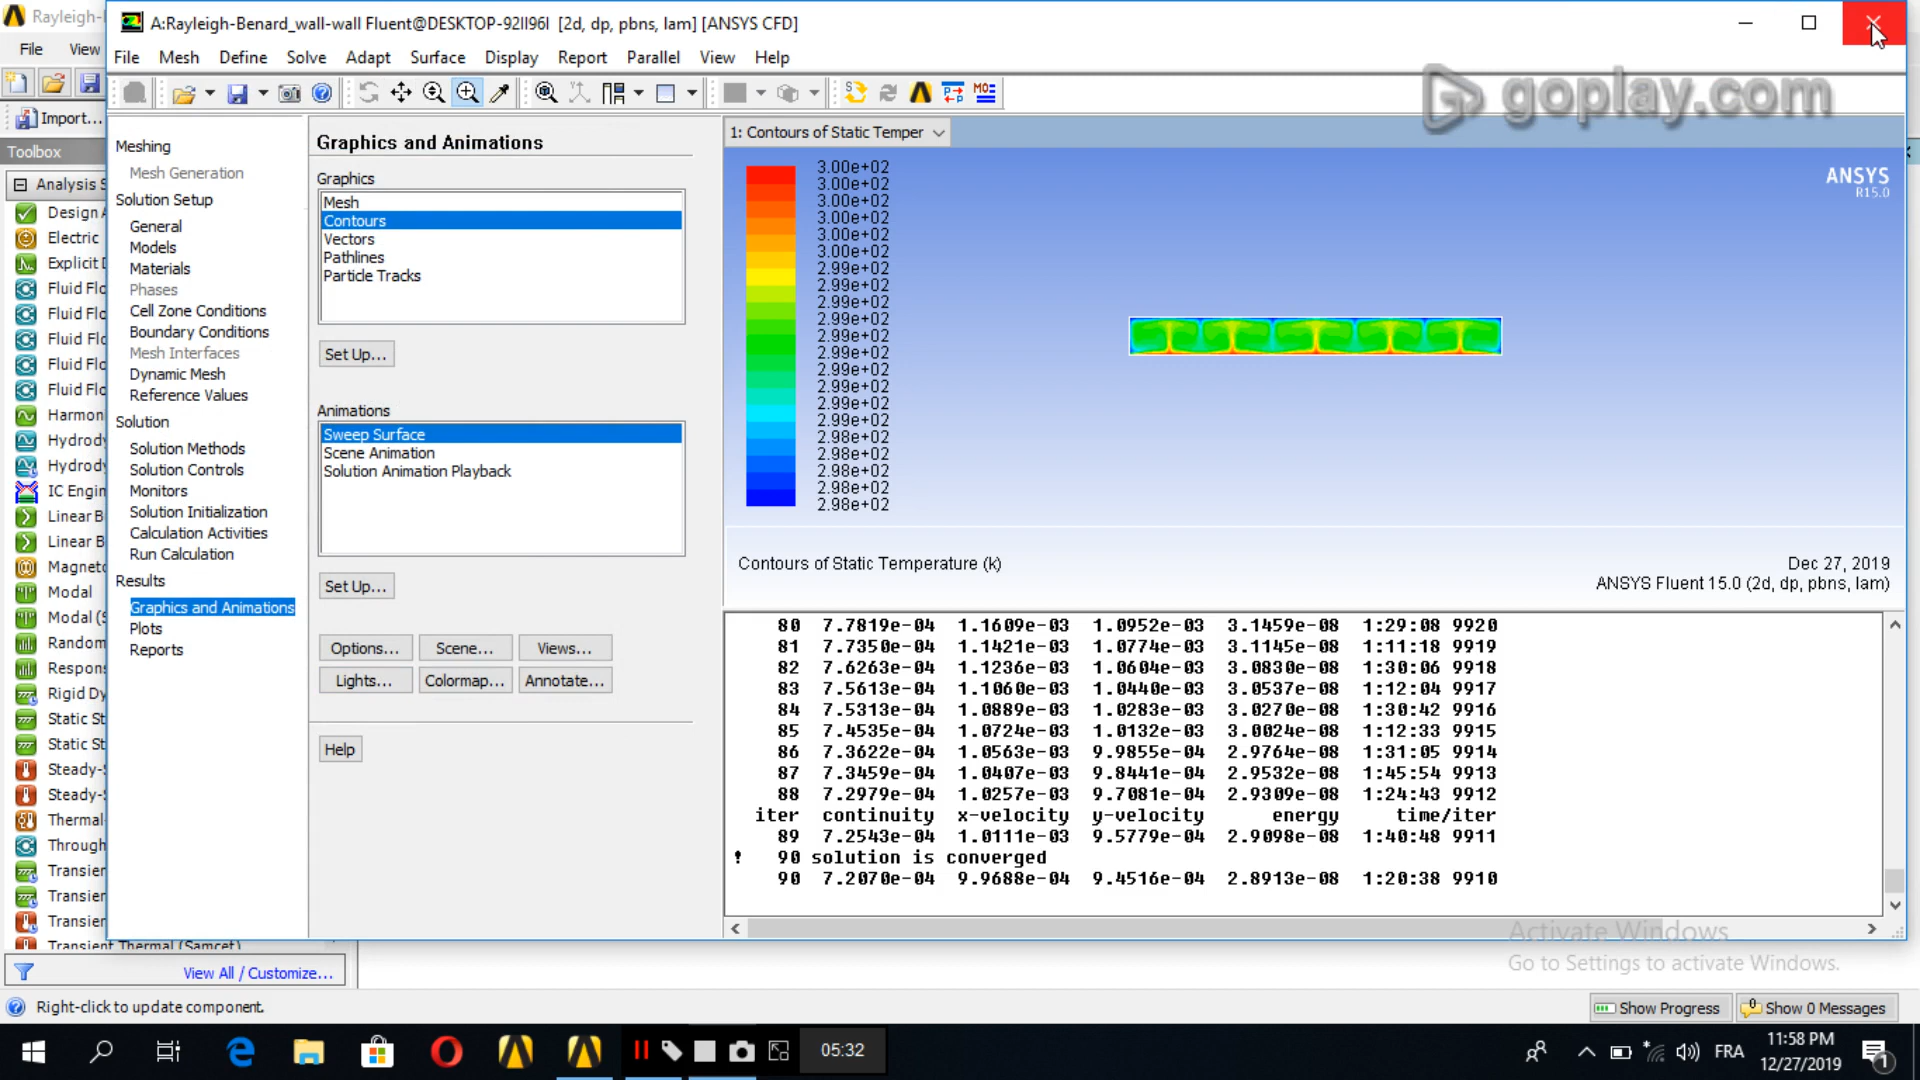 Rayleigh-
A:Rayleigh-Benard_wall-wall Fluent@DESKTOP-92II96I [2d, dp, pbns, lam] [ANSYS CFD]
File View
File Mesh Define Solve Adapt Surface Display Report Parallel View Help
goplay.com
Import...
Toolbox
Analysis S
Design A
Electric
Explicit D
Fluid Flo
Fluid Flo
Fluid Flo
Fluid Flo
Fluid Flo
Harmon
Hydrody
Hydrody
IC Engin
Linear B
Linear B
Magneto
Modal
Modal (S
Random
Respon
Rigid Dy
Static St
Static St
Steady-S
Steady-S
Thermal-
Through
Transien
Transien
Transien
Transient Thermal (Samcef)
View All / Customize...
Meshing
Mesh Generation
Solution Setup
General
Models
Materials
Phases
Cell Zone Conditions
Boundary Conditions
Mesh Interfaces
Dynamic Mesh
Reference Values
Solution
Solution Methods
Solution Controls
Monitors
Solution Initialization
Calculation Activities
Run Calculation
Results
Graphics and Animations
Plots
Reports
Graphics and Animations
Graphics
Mesh
Contours
Vectors
Pathlines
Particle Tracks
Set Up...
Animations
Sweep Surface
Scene Animation
Solution Animation Playback
Set Up...
Options... Scene... Views...
Lights... Colormap... Annotate...
Help
1: Contours of Static Temper
3.00e+02
3.00e+02
3.00e+02
3.00e+02
3.00e+02
3.00e+02
2.99e+02
2.99e+02
2.99e+02
2.99e+02
2.99e+02
2.99e+02
2.99e+02
2.99e+02
2.99e+02
2.99e+02
2.98e+02
2.98e+02
2.98e+02
2.98e+02
2.98e+02
ANSYS
R15.0
Contours of Static Temperature (k)
Dec 27, 2019
ANSYS Fluent 15.0 (2d, dp, pbns, lam)
80 7.7819e-04 1.1609e-03 1.0952e-03 3.1459e-08 1:29:08 9920
81 7.7350e-04 1.1421e-03 1.0774e-03 3.1145e-08 1:11:18 9919
82 7.6263e-04 1.1236e-03 1.0604e-03 3.0830e-08 1:30:06 9918
83 7.5613e-04 1.1060e-03 1.0440e-03 3.0537e-08 1:12:04 9917
84 7.5313e-04 1.0889e-03 1.0283e-03 3.0270e-08 1:30:42 9916
85 7.4535e-04 1.0724e-03 1.0132e-03 3.0024e-08 1:12:33 9915
86 7.3622e-04 1.0563e-03 9.9855e-04 2.9764e-08 1:31:05 9914
87 7.3459e-04 1.0407e-03 9.8441e-04 2.9532e-08 1:45:54 9913
88 7.2979e-04 1.0257e-03 9.7081e-04 2.9309e-08 1:24:43 9912
iter continuity x-velocity y-velocity energy time/iter
89 7.2543e-04 1.0111e-03 9.5779e-04 2.9098e-08 1:40:48 9911
! 90 solution is converged
90 7.2070e-04 9.9688e-04 9.4516e-04 2.8913e-08 1:20:38 9910
Activate Windows
Go to Settings to activate Windows.
Right-click to update component.
Show Progress
Show 0 Messages
05:32
FRA
11:58 PM
12/27/2019
1